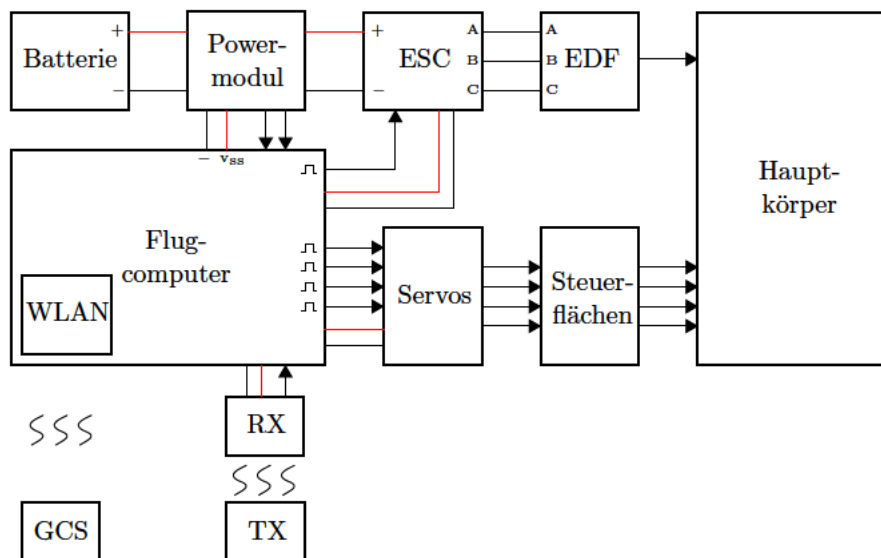 Batterie
+
−
Power-
modul
+
−
ESC
A
B
C
A
B
C
EDF
Haupt-
körper
− vss
Flug-
computer
WLAN
Servos
Steuer-
flächen
RX
GCS
TX